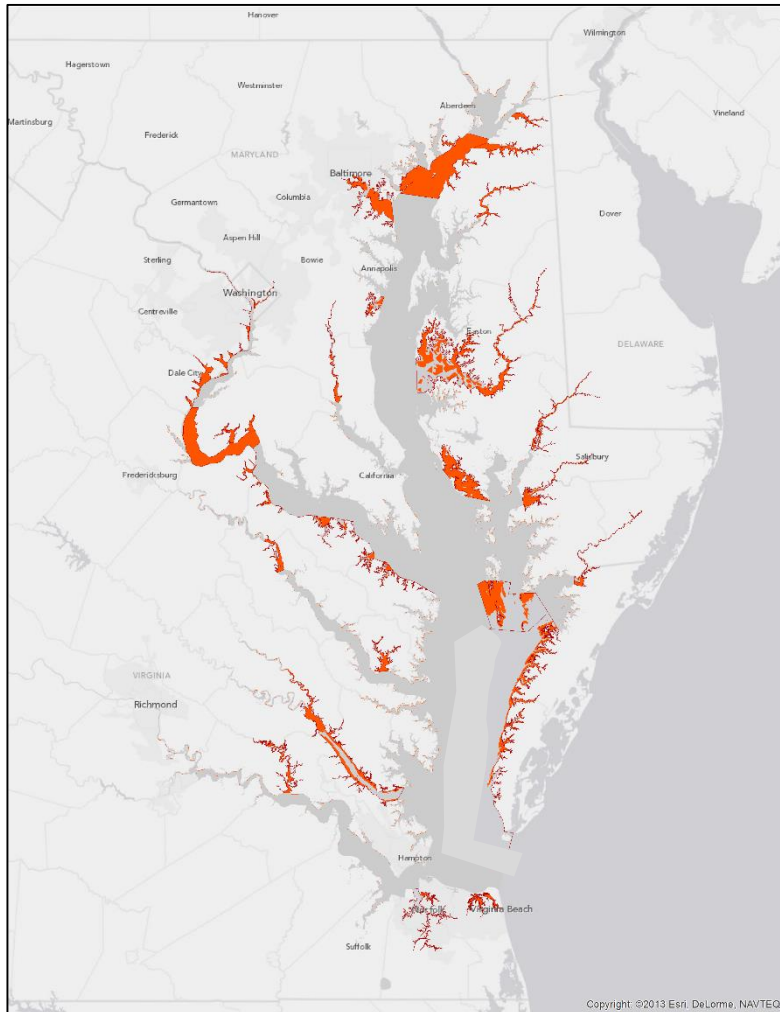 Hanover
Wilmington
Hagerstown
Westminster
Aberdeen
Vineland
Martinsburg
Frederick
MARYLAND
Baltimore
Germantown
Columbia
Dover
Aspen Hill
Sterling
Bowie
Annapolis
Washington
Centreville
Easton
DELAWARE
Dale City
Salisbury
Fredericksburg
California
VIRGINIA
Richmond
Hampton
Norfolk
Virginia Beach
Suffolk
Copyright: ©2013 Esri, DeLorme, NAVTEQ